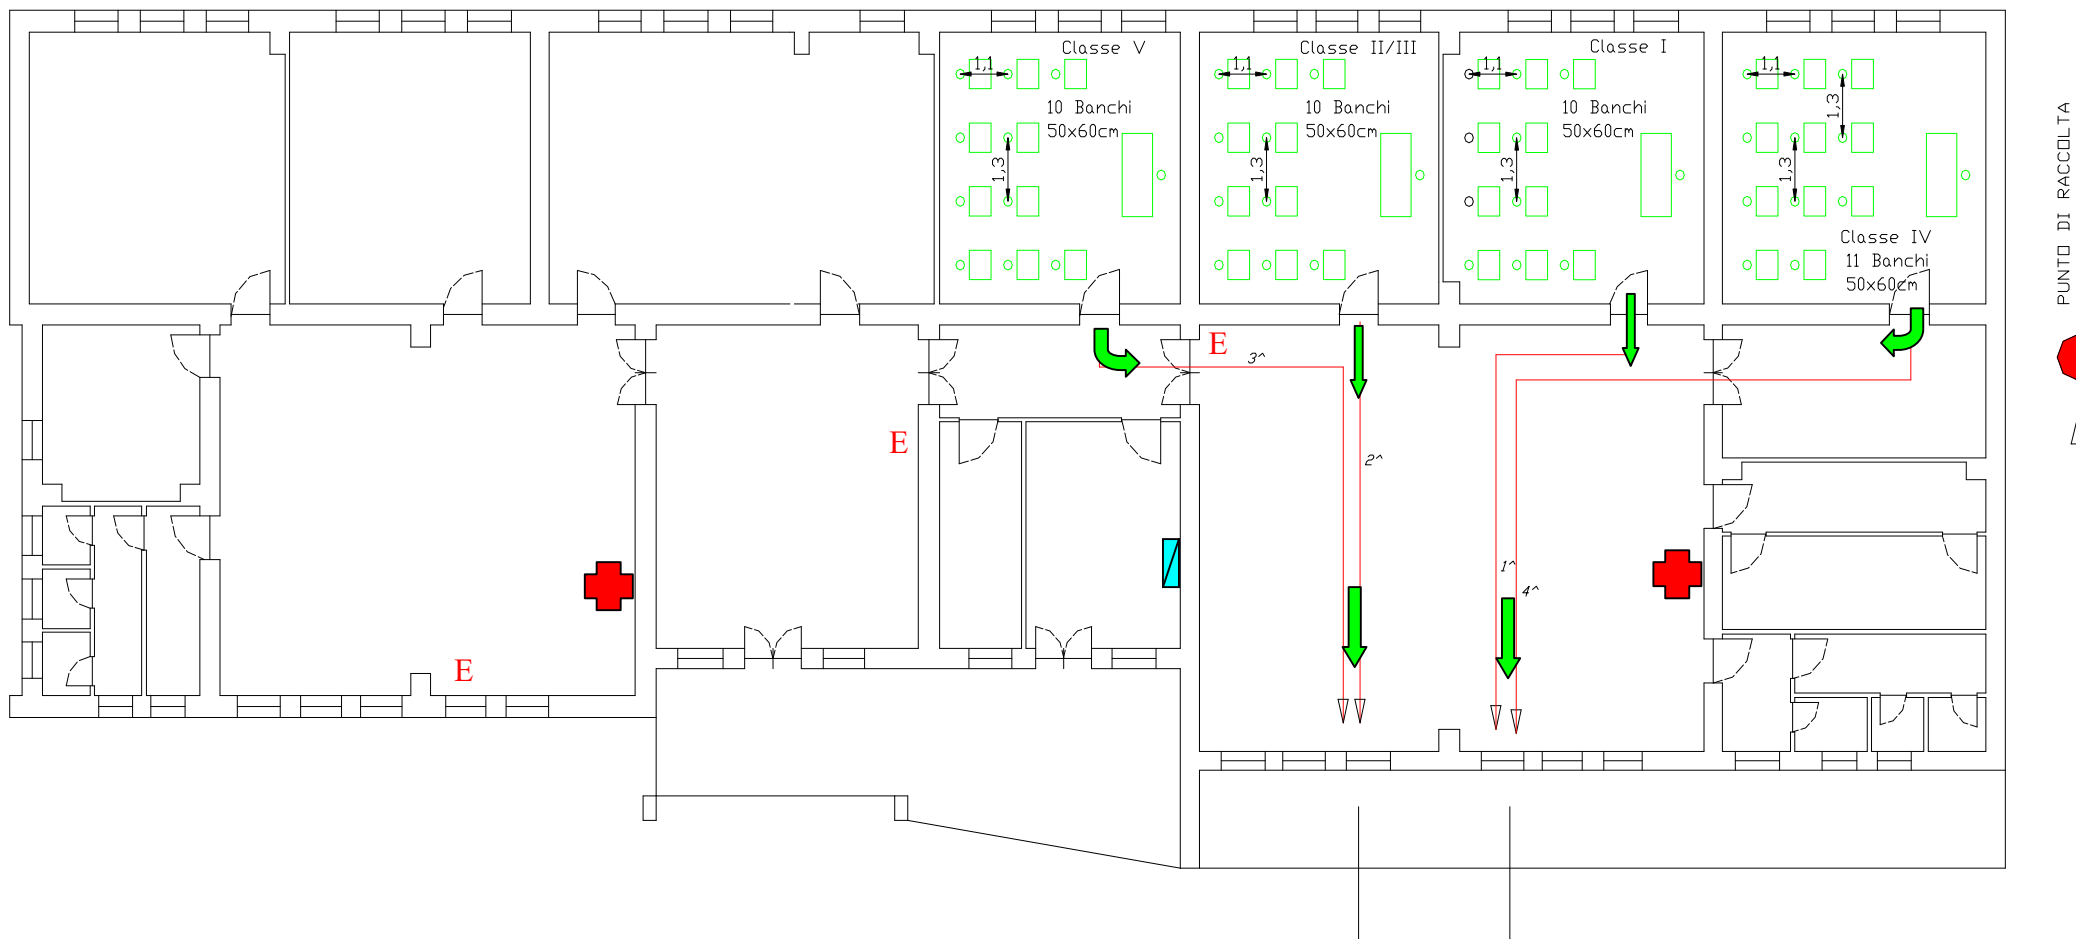 Classe V
1,1
10 Banchi
50x60cm
1,3
Classe II/III
1,1
10 Banchi
50x60cm
1,3
Classe I
1,1
10 Banchi
50x60cm
1,3
1,1
1,3
1,3
Classe IV
11 Banchi
50x60cm
PUNTO DI RACCOLTA
E
3^
E
2^
1^
4^
E